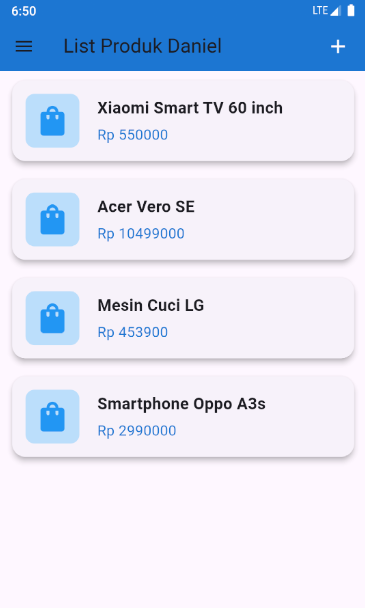 6:50 LTE
List Produk Daniel
Xiaomi Smart TV 60 inch
Rp 550000
Acer Vero SE
Rp 10499000
Mesin Cuci LG
Rp 453900
Smartphone Oppo A3s
Rp 2990000